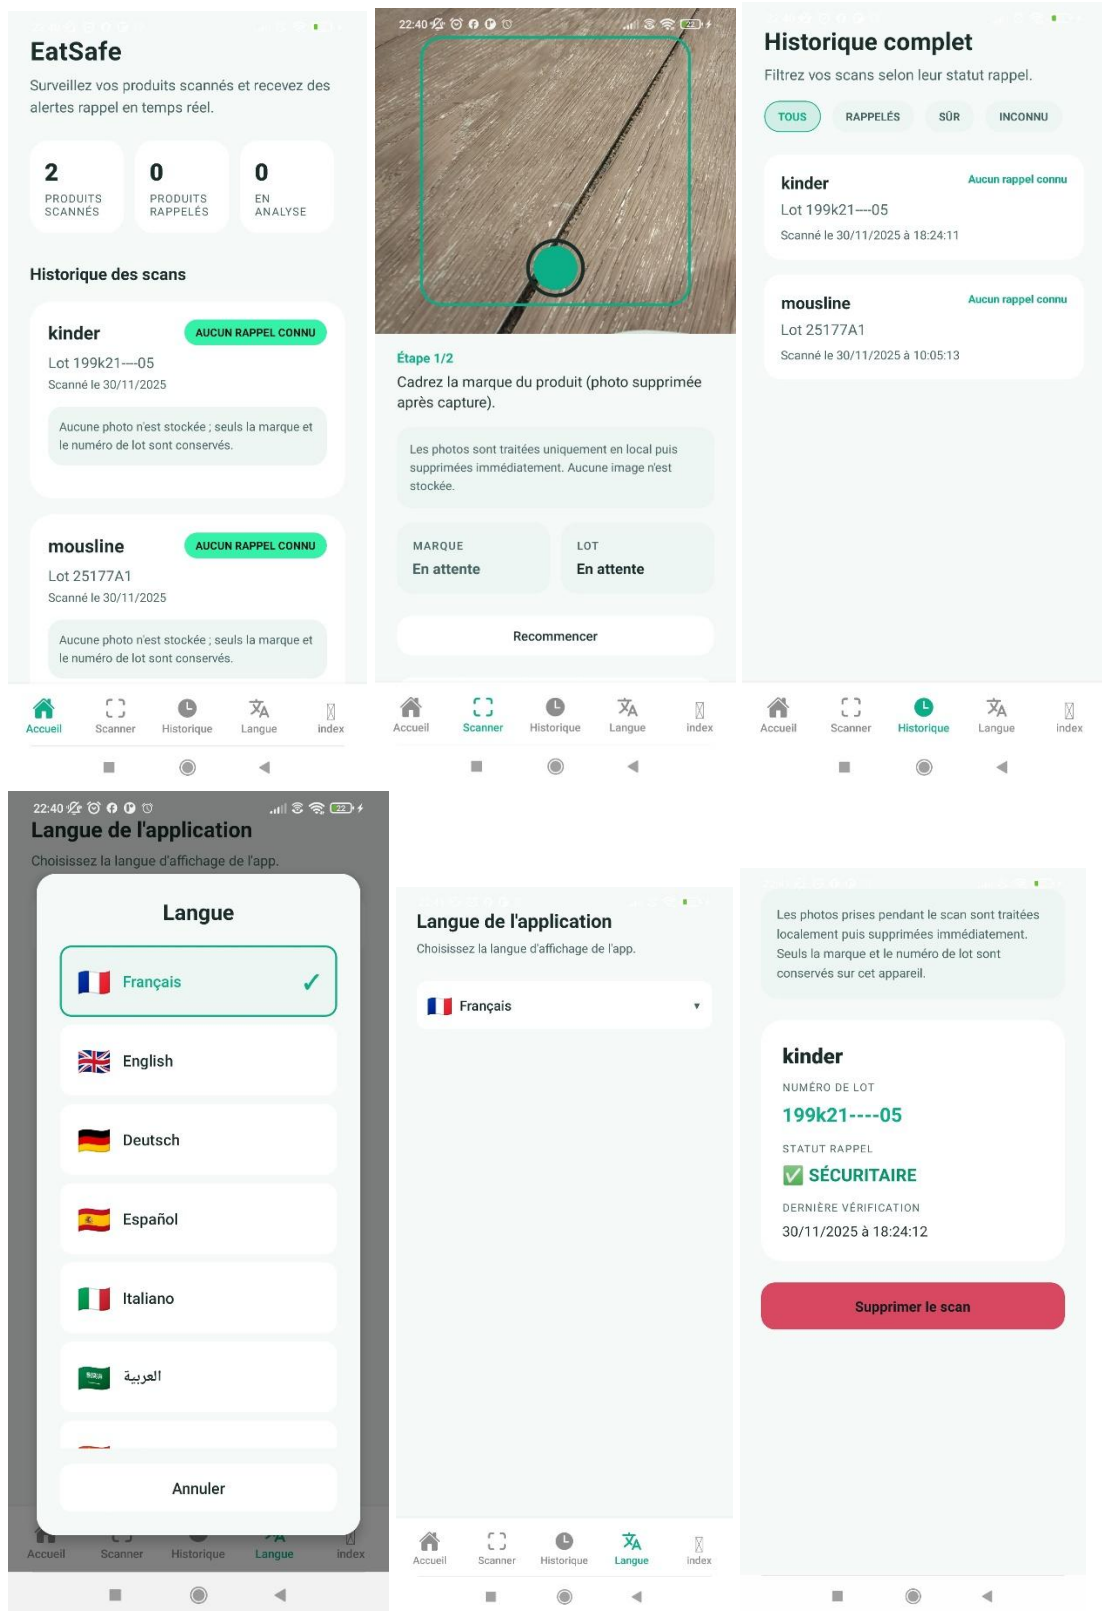 EatSafe
Surveillez vos produits scannés et recevez des
alertes rappel en temps réel.
2
PRODUITS
SCANNÉS
0
PRODUITS
RAPPELÉS
0
EN
ANALYSE
Historique des scans
kinder
AUCUN RAPPEL CONNU
Lot 199k21----05
Scanné le 30/11/2025
Aucune photo n'est stockée ; seuls la marque et
le numéro de lot sont conservés.
mousline
AUCUN RAPPEL CONNU
Lot 25177A1
Scanné le 30/11/2025
Aucune photo n'est stockée ; seuls la marque et
le numéro de lot sont conservés.
Accueil
Scanner
Historique
Langue
index
22:40
22
Étape 1/2
Cadrez la marque du produit (photo supprimée
après capture).
Les photos sont traitées uniquement en local puis
supprimées immédiatement. Aucune image n'est
stockée.
MARQUE
En attente
LOT
En attente
Recommencer
Accueil
Scanner
Historique
Langue
index
Historique complet
Filtrez vos scans selon leur statut rappel.
TOUS
RAPPELÉS
SÛR
INCONNU
kinder
Aucun rappel connu
Lot 199k21----05
Scanné le 30/11/2025 à 18:24:11
mousline
Aucun rappel connu
Lot 25177A1
Scanné le 30/11/2025 à 10:05:13
Accueil
Scanner
Historique
Langue
index
22:40
22
Langue de l'application
Choisissez la langue d'affichage de l'app.
Langue
Français
English
Deutsch
Español
Italiano
العربية
Annuler
Accueil
Scanner
Historique
Langue
index
Langue de l'application
Choisissez la langue d'affichage de l'app.
Français
Accueil
Scanner
Historique
Langue
index
Les photos prises pendant le scan sont traitées
localement puis supprimées immédiatement.
Seuls la marque et le numéro de lot sont
conservés sur cet appareil.
kinder
NUMÉRO DE LOT
199k21----05
STATUT RAPPEL
✅ SÉCURITAIRE
DERNIÈRE VÉRIFICATION
30/11/2025 à 18:24:12
Supprimer le scan